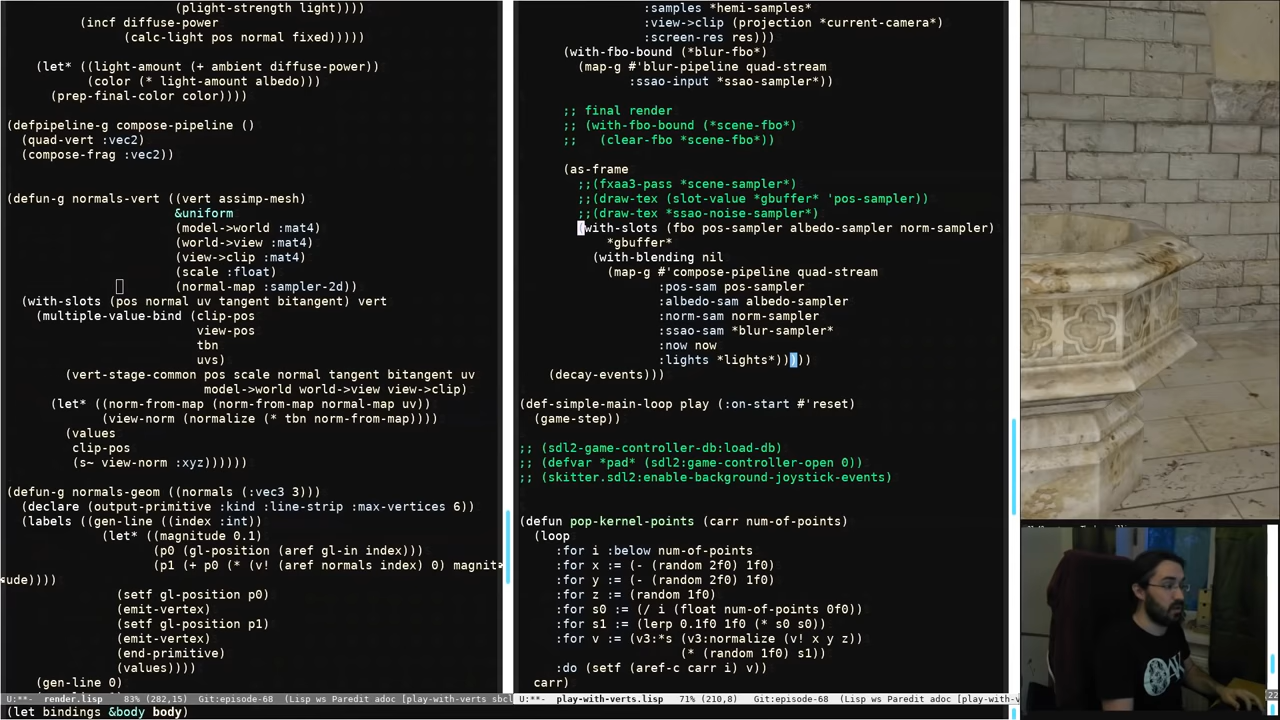 (plight-strength light))))
(incf diffuse-power
(calc-light pos normal fixed)))))
(let* ((light-amount (+ ambient diffuse-power))
(color (* light-amount albedo)))
(prep-final-color color))))
(defpipeline-g compose-pipeline ()
(quad-vert :vec2)
(compose-frag :vec2))
(defun-g normals-vert ((vert assimp-mesh)
&uniform
(model->world :mat4)
(world->view :mat4)
(view->clip :mat4)
(scale :float)
(normal-map :sampler-2d))
(with-slots (pos normal uv tangent bitangent) vert
(multiple-value-bind (clip-pos
view-pos
tbn
uvs)
(vert-stage-common pos scale normal tangent bitangent uv
model->world world->view view->clip)
(let* ((norm-from-map (norm-from-map normal-map uv))
(view-norm (normalize (* tbn norm-from-map))))
(values
clip-pos
(s~ view-norm :xyz))))))
(defun-g normals-geom ((normals (:vec3 3)))
(declare (output-primitive :kind :line-strip :max-vertices 6))
(labels ((gen-line ((index :int))
(let* ((magnitude 0.1)
(p0 (gl-position (aref gl-in index)))
(p1 (+ p0 (* (v! (aref normals index) 0) magnit
ude))))
(setf gl-position p0)
(emit-vertex)
(setf gl-position p1)
(emit-vertex)
(end-primitive)
(values))))
(gen-line 0)
U:**- render.lisp 83% (282,15) Git:episode-68 (Lisp ws Paredit adoc [play-with-verts sbcl
(let bindings &body body)
:samples *hemi-samples*
:view->clip (projection *current-camera*)
:screen-res res)))
(with-fbo-bound (*blur-fbo*)
(map-g #'blur-pipeline quad-stream
:ssao-input *ssao-sampler*))
;; final render
;; (with-fbo-bound (*scene-fbo*)
;; (clear-fbo *scene-fbo*))
(as-frame
;;(fxaa3-pass *scene-sampler*)
;;(draw-tex (slot-value *gbuffer* 'pos-sampler))
;;(draw-tex *ssao-noise-sampler*)
(with-slots (fbo pos-sampler albedo-sampler norm-sampler)
*gbuffer*
(with-blending nil
(map-g #'compose-pipeline quad-stream
:pos-sam pos-sampler
:albedo-sam albedo-sampler
:norm-sam norm-sampler
:ssao-sam *blur-sampler*
:now now
:lights *lights*)))))
(decay-events)))
(def-simple-main-loop play (:on-start #'reset)
(game-step))
;; (sdl2-game-controller-db:load-db)
;; (defvar *pad* (sdl2:game-controller-open 0))
;; (skitter.sdl2:enable-background-joystick-events)
(defun pop-kernel-points (carr num-of-points)
(loop
:for i :below num-of-points
:for x := (- (random 2f0) 1f0)
:for y := (- (random 2f0) 1f0)
:for z := (random 1f0)
:for s0 := (/ i (float num-of-points 0f0))
:for s1 := (lerp 0.1f0 1f0 (* s0 s0))
:for v := (v3:*s (v3:normalize (v! x y z))
(* (random 1f0) s1))
:do (setf (aref-c carr i) v))
carr)
U:**- play-with-verts.lisp 71% (210,8) Git:episode-68 (Lisp ws Paredit adoc [play-with-v